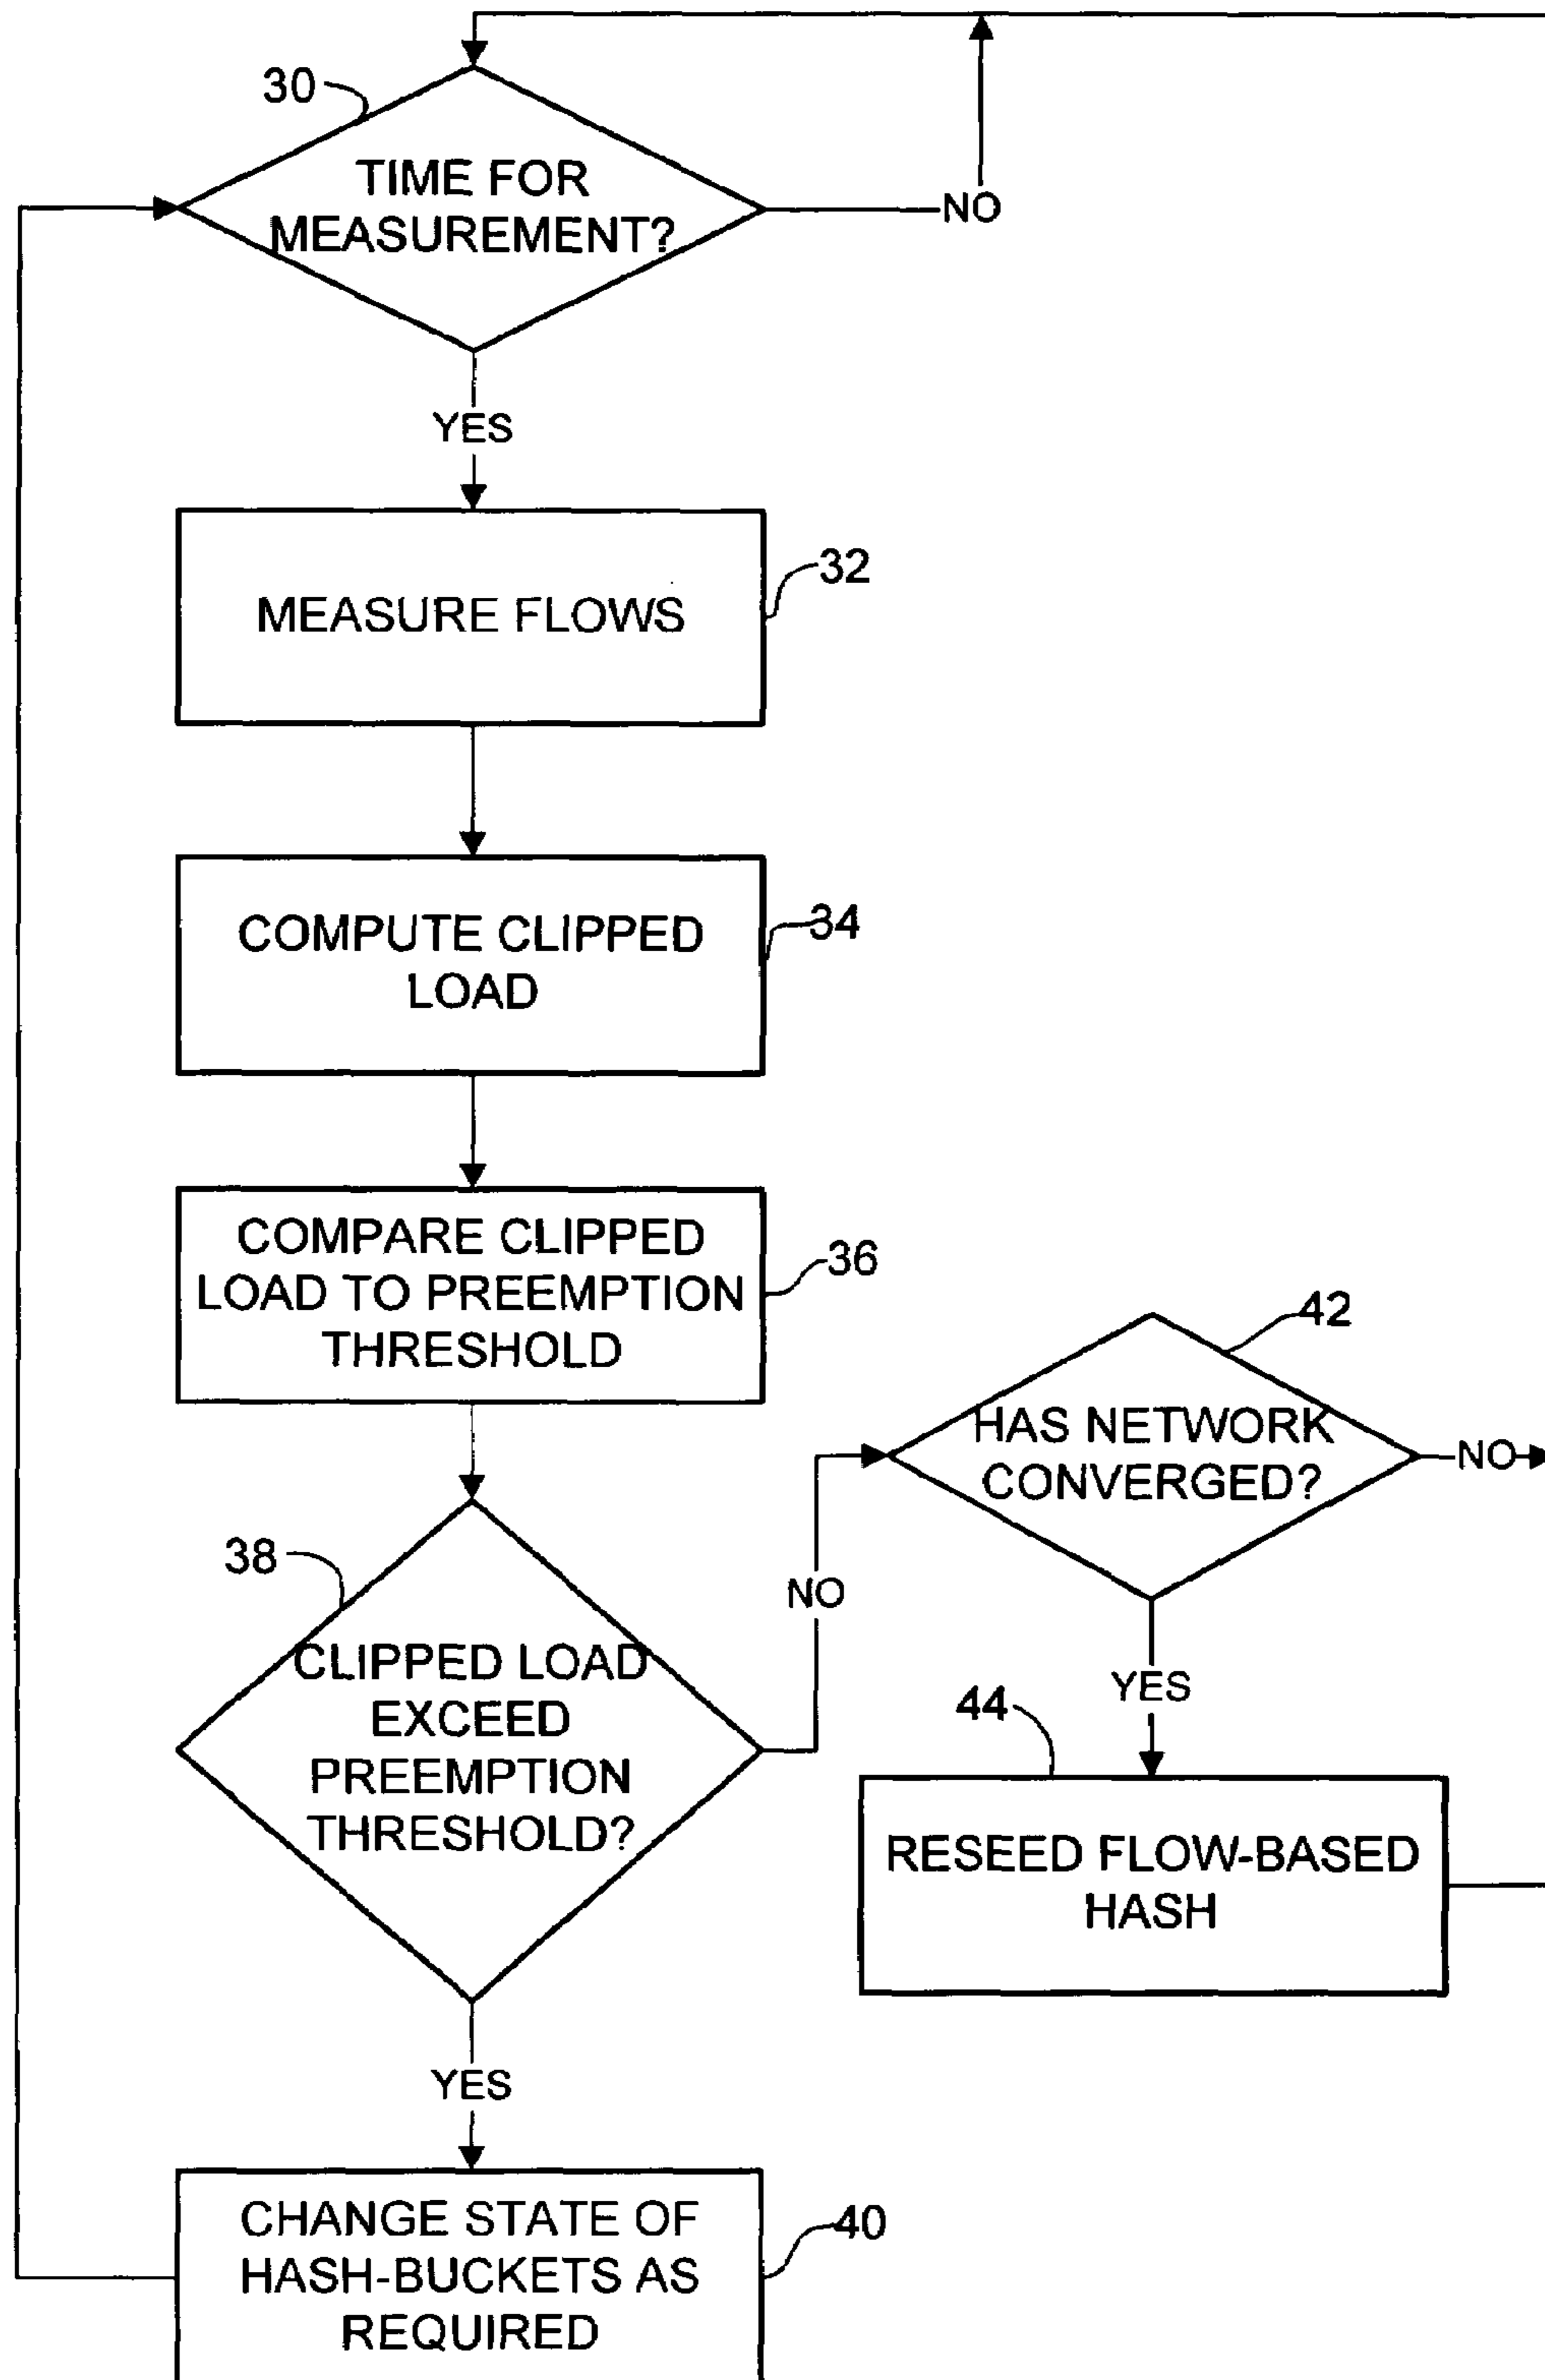 30
TIME FOR
MEASUREMENT?
NO
YES
MEASURE FLOWS
32
COMPUTE CLIPPED
LOAD
34
COMPARE CLIPPED
LOAD TO PREEMPTION
THRESHOLD
36
42
HAS NETWORK
CONVERGED?
NO
38
CLIPPED LOAD
EXCEED
PREEMPTION
THRESHOLD?
NO
YES
44
RESEED FLOW-BASED
HASH
YES
CHANGE STATE OF
HASH-BUCKETS AS
REQUIRED
40